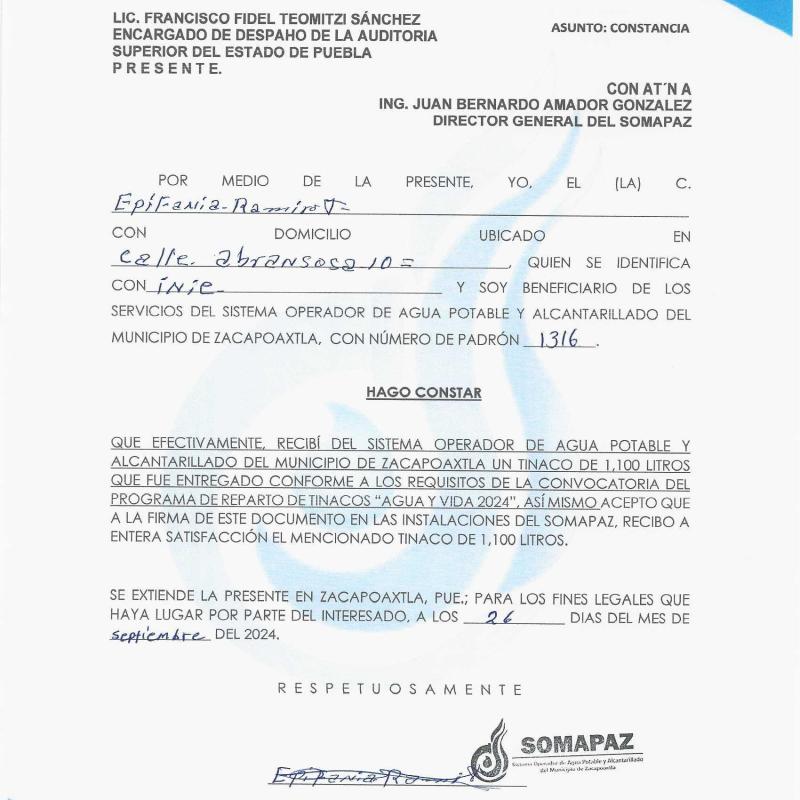 LIC. FRANCISCO FIDEL TEOMITZI SÁNCHEZ
ENCARGADO DE DESPAHO DE LA AUDITORIA
SUPERIOR DEL ESTADO DE PUEBLA
P R E S E N T E.
ASUNTO: CONSTANCIA
CON AT´N A
ING. JUAN BERNARDO AMADOR GONZALEZ
DIRECTOR GENERAL DEL SOMAPAZ
POR MEDIO DE LA PRESENTE, YO, EL (LA) C.
Epifania-Ramiro J=
CON DOMICILIO UBICADO EN
calle. abransosa 10=, QUIEN SE IDENTIFICA
CON inie Y SOY BENEFICIARIO DE LOS
SERVICIOS DEL SISTEMA OPERADOR DE AGUA POTABLE Y ALCANTARILLADO DEL
MUNICIPIO DE ZACAPOAXTLA, CON NÚMERO DE PADRÓN 1316.
HAGO CONSTAR
QUE EFECTIVAMENTE, RECIBÍ DEL SISTEMA OPERADOR DE AGUA POTABLE Y
ALCANTARILLADO DEL MUNICIPIO DE ZACAPOAXTLA UN TINACO DE 1,100 LITROS
QUE FUE ENTREGADO CONFORME A LOS REQUISITOS DE LA CONVOCATORIA DEL
PROGRAMA DE REPARTO DE TINACOS “AGUA Y VIDA 2024”, ASÍ MISMO ACEPTO QUE
A LA FIRMA DE ESTE DOCUMENTO EN LAS INSTALACIONES DEL SOMAPAZ, RECIBO A
ENTERA SATISFACCIÓN EL MENCIONADO TINACO DE 1,100 LITROS.
SE EXTIENDE LA PRESENTE EN ZACAPOAXTLA, PUE.; PARA LOS FINES LEGALES QUE
HAYA LUGAR POR PARTE DEL INTERESADO, A LOS 26 DIAS DEL MES DE
septiembre DEL 2024.
R E S P E T U O S A M E N T E
SOMAPAZ
Sistema Operador de Agua Potable y Alcantarillado
del Municipio de Zacapoaxtla
Epifania Ramir